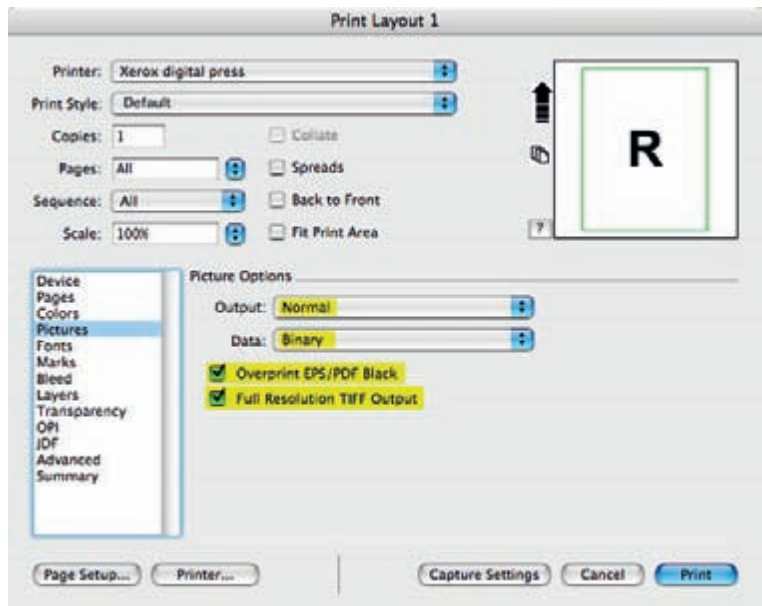 Print Layout 1
Printer: Xerox digital press
Print Style: Default
Copies: 1 Collate
Pages: All Spreads
Sequence: All Back to Front
Scale: 100% Fit Print Area
R
?
Device
Pages
Colors
Pictures
Fonts
Marks
Bleed
Layers
Transparency
OPI
JDF
Advanced
Summary
Picture Options
Output: Normal
Data: Binary
Overprint EPS/PDF Black
Full Resolution TIFF Output
Page Setup... Printer... Capture Settings Cancel Print